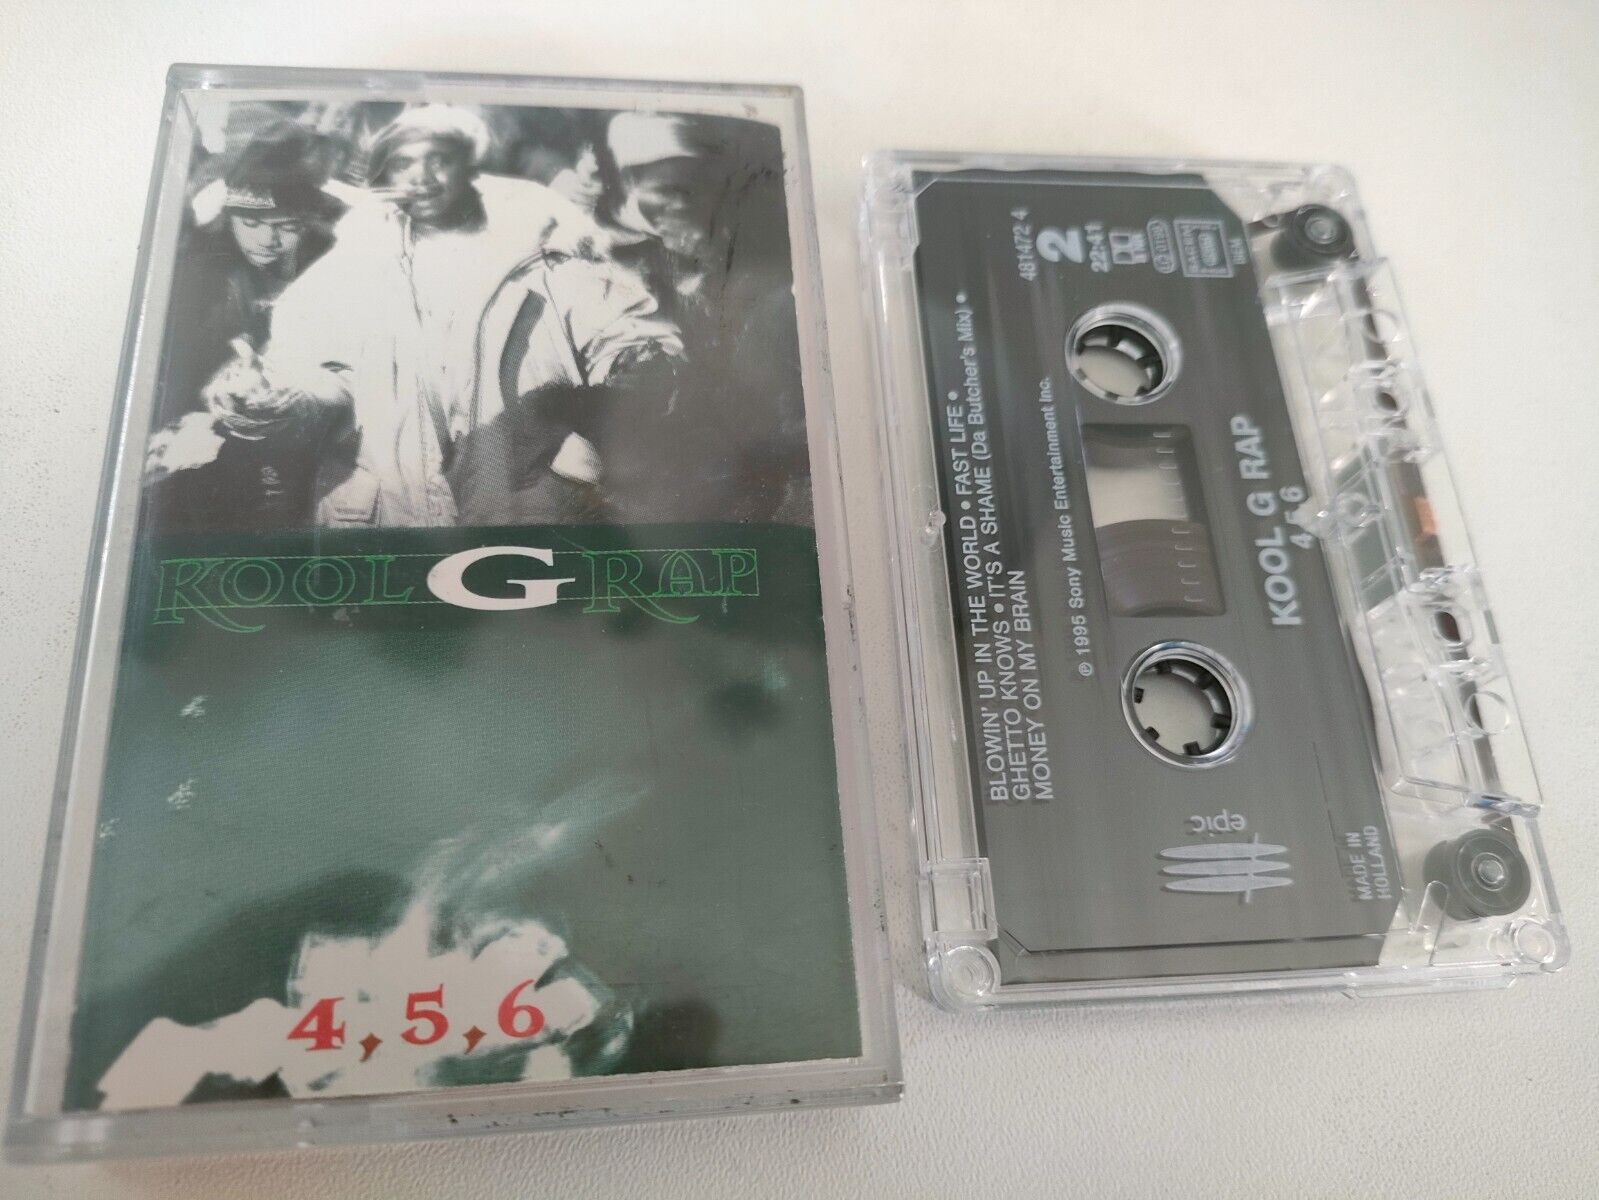 KOOL G RAP
4, 5, 6
481472 4
2
22:41
BLOWIN' UP IN THE WORLD • FAST LIFE •
GHETTO KNOWS • IT'S A SHAME (Da Butcher's Mix) •
MONEY ON MY BRAIN
℗ 1995 Sony Music Entertainment Inc.
KOOL G RAP
4 5 6
epic
MADE IN
HOLLAND